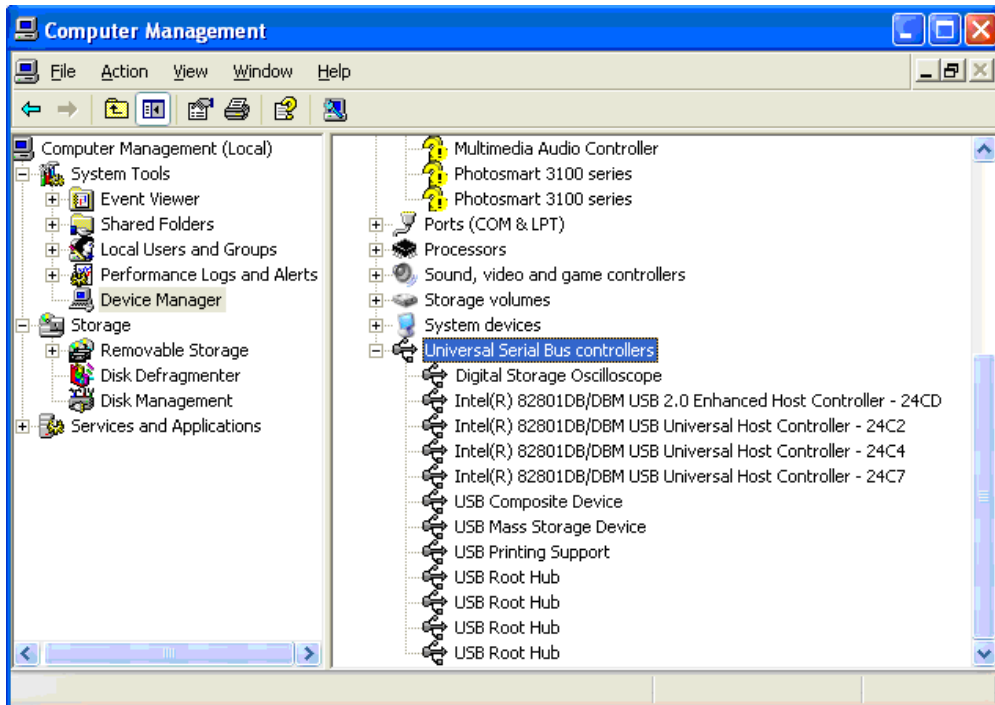 Computer Management
File Action View Window Help
Computer Management (Local)
System Tools
Event Viewer
Shared Folders
Local Users and Groups
Performance Logs and Alerts
Device Manager
Storage
Removable Storage
Disk Defragmenter
Disk Management
Services and Applications
Multimedia Audio Controller
Photosmart 3100 series
Photosmart 3100 series
Ports (COM & LPT)
Processors
Sound, video and game controllers
Storage volumes
System devices
Universal Serial Bus controllers
Digital Storage Oscilloscope
Intel(R) 82801DB/DBM USB 2.0 Enhanced Host Controller - 24CD
Intel(R) 82801DB/DBM USB Universal Host Controller - 24C2
Intel(R) 82801DB/DBM USB Universal Host Controller - 24C4
Intel(R) 82801DB/DBM USB Universal Host Controller - 24C7
USB Composite Device
USB Mass Storage Device
USB Printing Support
USB Root Hub
USB Root Hub
USB Root Hub
USB Root Hub